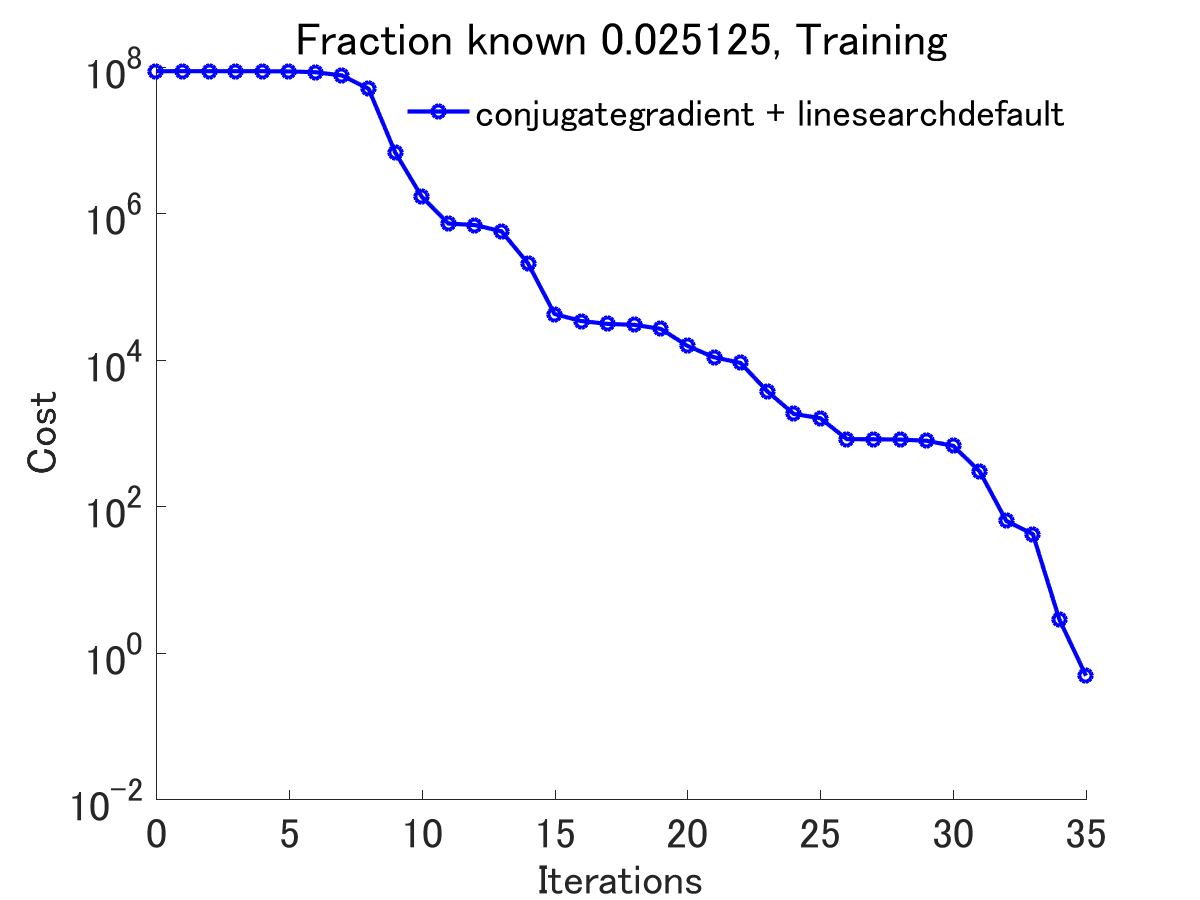 Fraction known 0.025125, Training
conjugategradient + linesearchdefault
10^8
10^6
10^4
10^2
10^0
10^-2
Cost
0 5 10 15 20 25 30 35
Iterations